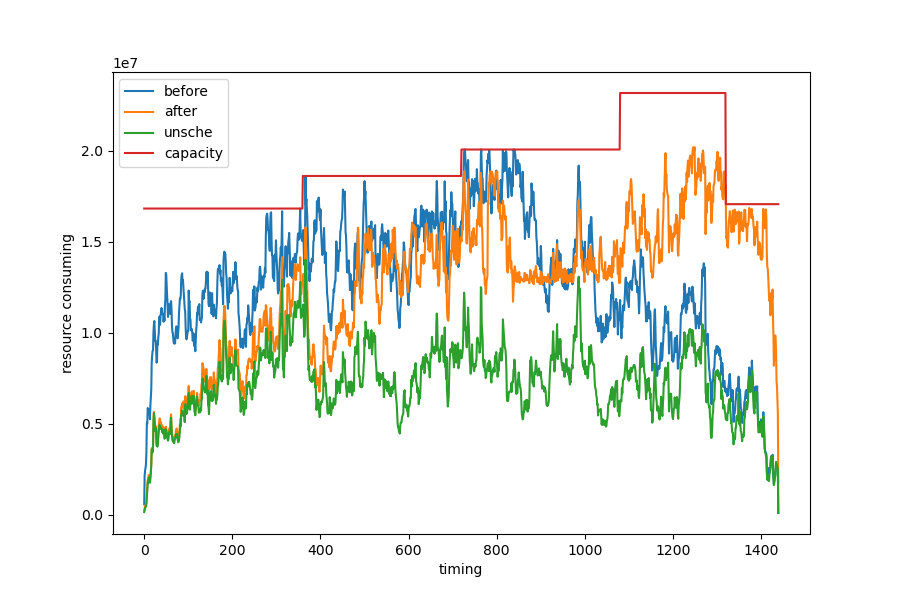 1e7
before
after
unsche
capacity
2.0
1.5
1.0
0.5
0.0
resource consuming
0 200 400 600 800 1000 1200 1400
timing